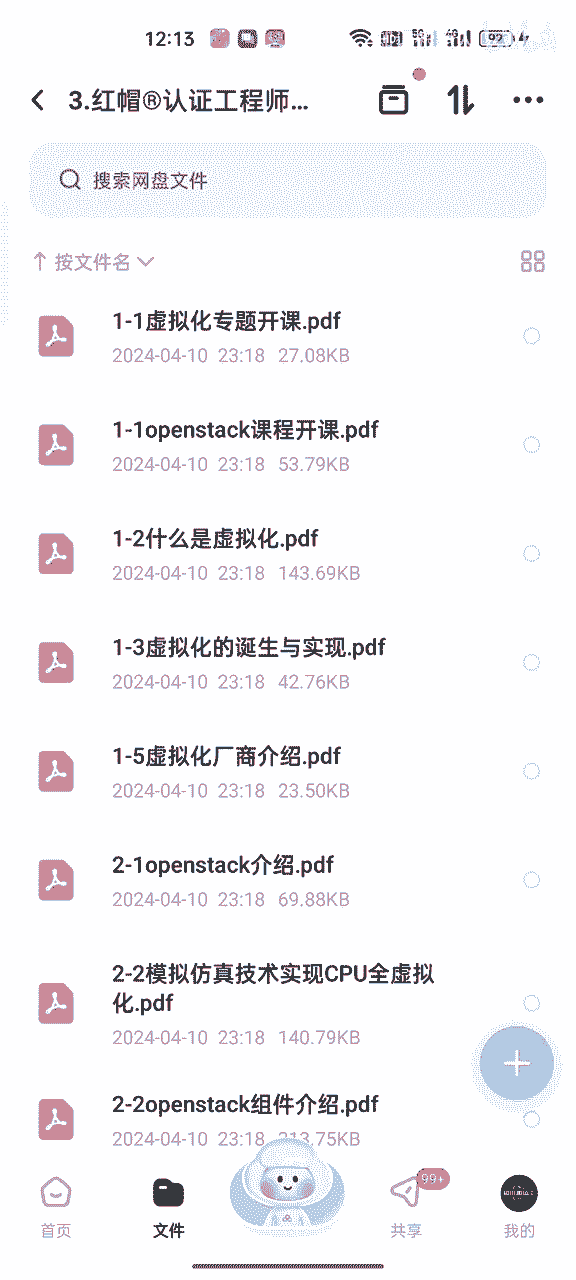 12:13
3.红帽®认证工程师...
搜索网盘文件
按文件名
1-1虚拟化专题开课.pdf
2024-04-10 23:18 27.08KB
1-1openstack课程开课.pdf
2024-04-10 23:18 53.79KB
1-2什么是虚拟化.pdf
2024-04-10 23:18 143.69KB
1-3虚拟化的诞生与实现.pdf
2024-04-10 23:18 42.76KB
1-5虚拟化厂商介绍.pdf
2024-04-10 23:18 23.50KB
2-1openstack介绍.pdf
2024-04-10 23:18 69.88KB
2-2模拟仿真技术实现CPU全虚拟
化.pdf
2024-04-10 23:18 140.79KB
2-2openstack组件介绍.pdf
2024-04-10 23:18 213.75KB
99+
首页
文件
共享
我的